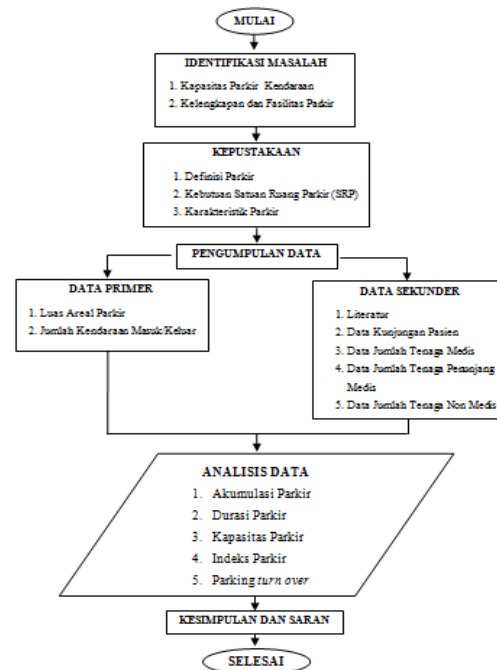 MULAI
IDENTIFIKASI MASALAH
1. Kapasitas Parkir Kendaraan
2. Kelengkapan dan Fasilitas Parkir
KEPUSTAKAAN
1. Definisi Parkir
2. Kebutuan Satuan Ruang Parkir (SRP)
3. Karakteristik Parkir
PENGUMPULAN DATA
DATA PRIMER
1. Luas Areal Parkir
2. Jumlah Kendaraan Masuk/Keluar
DATA SEKUNDER
1. Literatur
2. Data Kunjungan Pasien
3. Data Jumlah Tenaga Medis
4. Data Jumlah Tenaga Penunjang
Medis
5. Data Jumlah Tenaga Non Medis
ANALISIS DATA
1. Akumulasi Parkir
2. Durasi Parkir
3. Kapasitas Parkir
4. Indeks Parkir
5. Parking turn over
KESIMPULAN DAN SARAN
SELESAI